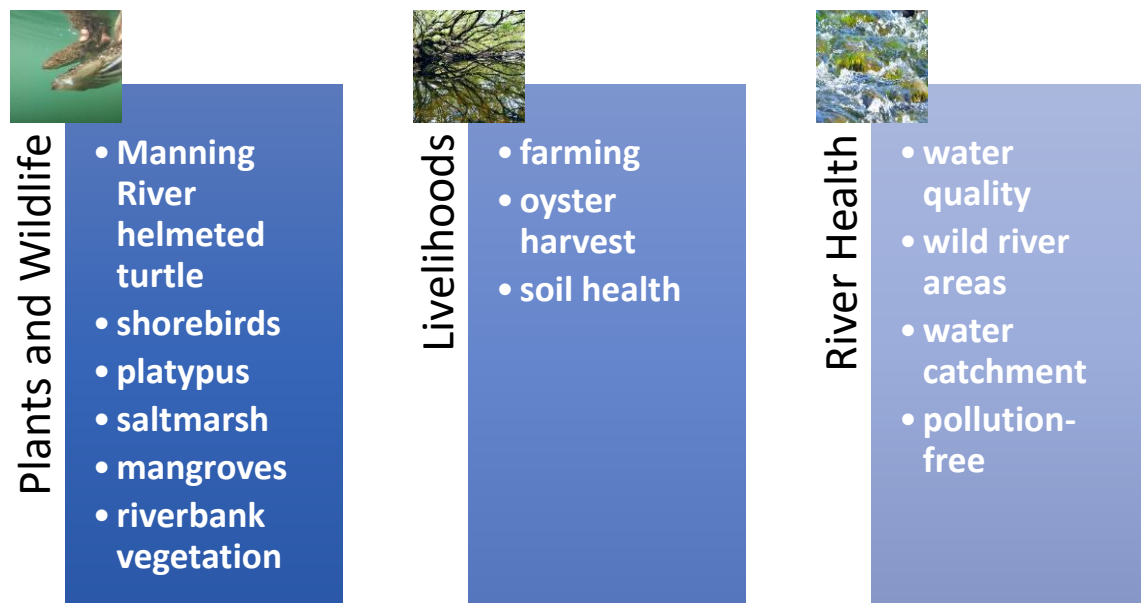 Plants and Wildlife
• Manning
River
helmeted
turtle
• shorebirds
• platypus
• saltmarsh
• mangroves
• riverbank
vegetation
Livelihoods
• farming
• oyster
harvest
• soil health
River Health
• water
quality
• wild river
areas
• water
catchment
• pollution-
free